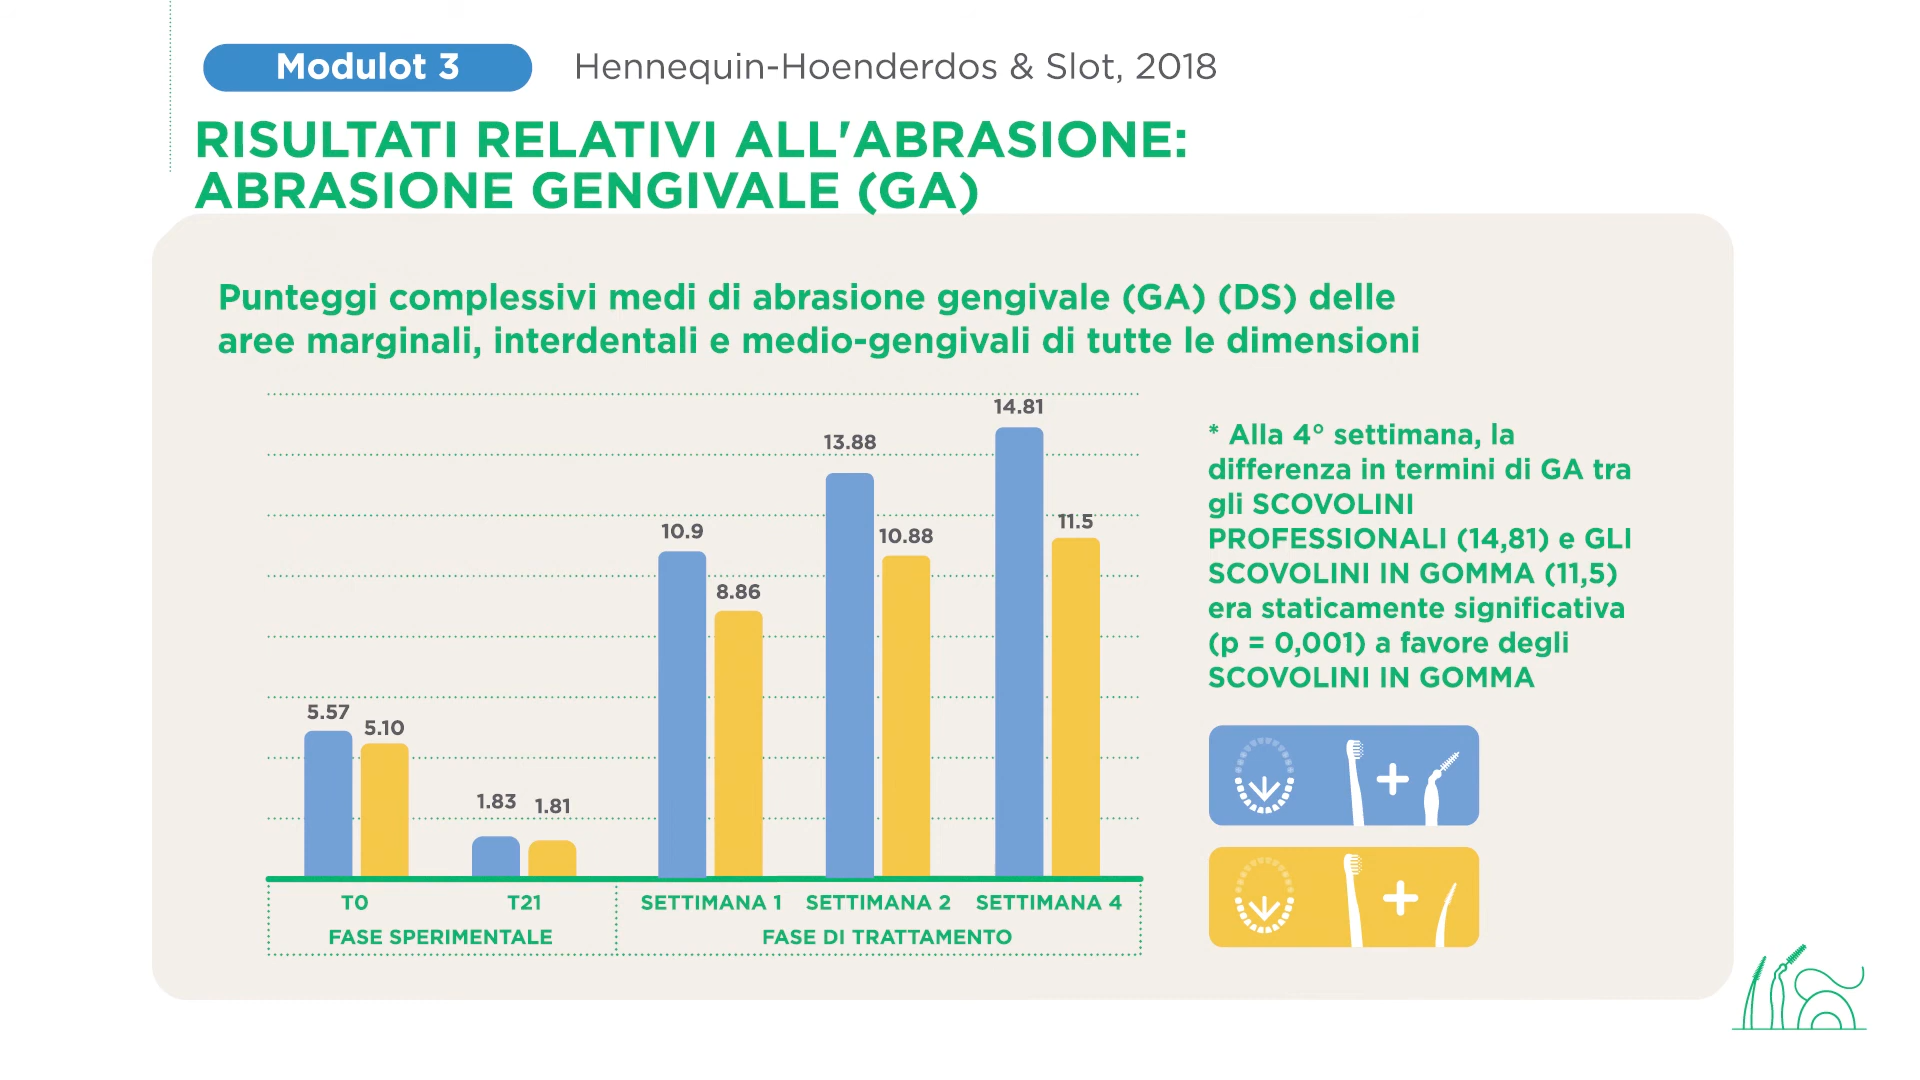 Modulot 3
Hennequin-Hoenderdos & Slot, 2018
RISULTATI RELATIVI ALL'ABRASIONE:
ABRASIONE GENGIVALE (GA)
Punteggi complessivi medi di abrasione gengivale (GA) (DS) delle
aree marginali, interdentali e medio-gengivali di tutte le dimensioni
5.57
5.10
1.83
1.81
10.9
8.86
13.88
10.88
14.81
11.5
T0
T21
SETTIMANA 1
SETTIMANA 2
SETTIMANA 4
FASE SPERIMENTALE
FASE DI TRATTAMENTO
* Alla 4° settimana, la
differenza in termini di GA tra
gli SCOVOLINI
PROFESSIONALI (14,81) e GLI
SCOVOLINI IN GOMMA (11,5)
era staticamente significativa
(p = 0,001) a favore degli
SCOVOLINI IN GOMMA